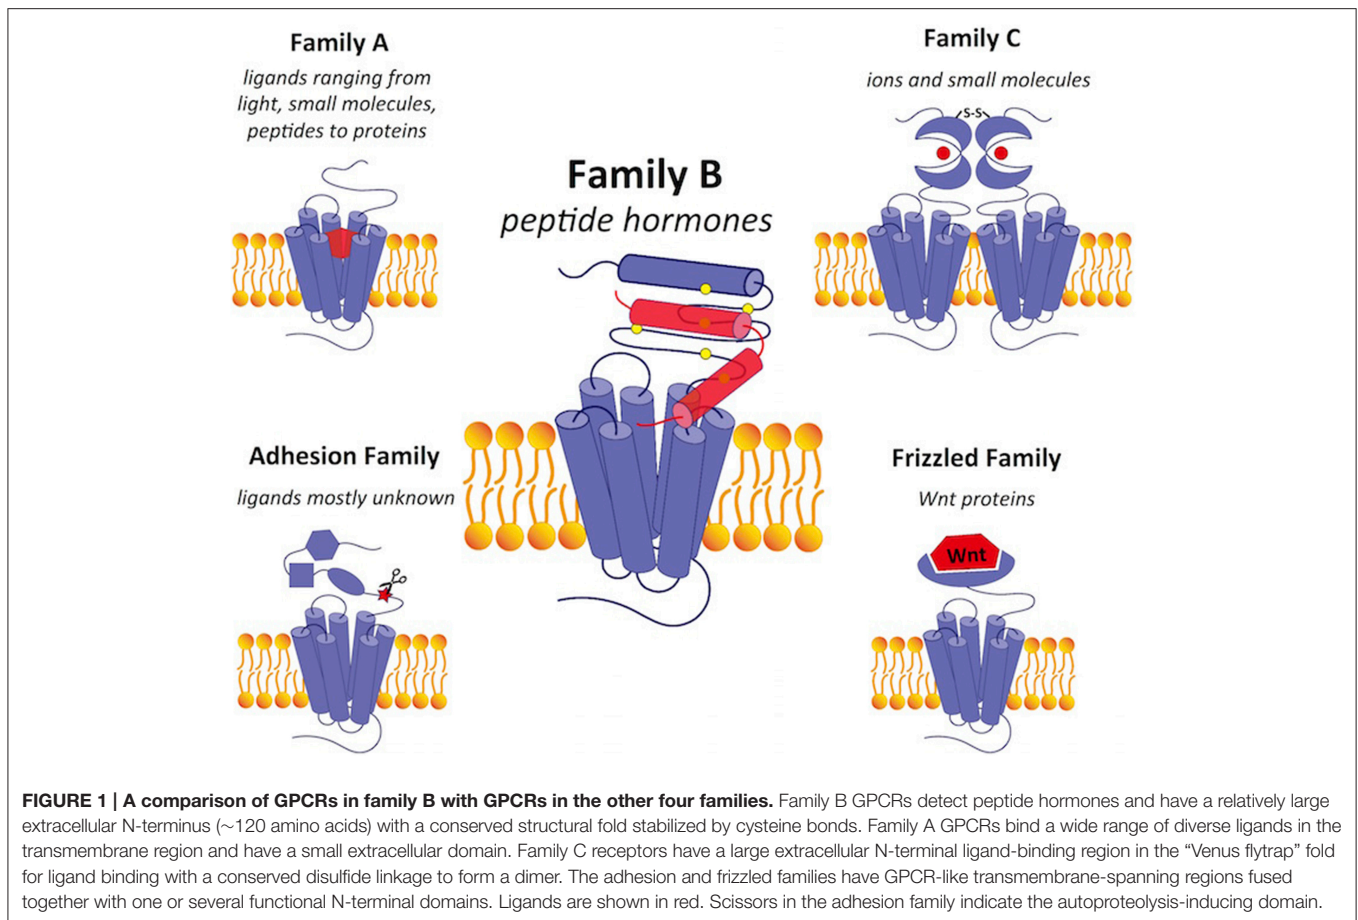 Family A
ligands ranging from
light, small molecules,
peptides to proteins
Family B
peptide hormones
Family C
ions and small molecules
S-S
Adhesion Family
ligands mostly unknown
Frizzled Family
Wnt proteins
Wnt
FIGURE 1 | A comparison of GPCRs in family B with GPCRs in the other four families. Family B GPCRs detect peptide hormones and have a relatively large
extracellular N-terminus (∼120 amino acids) with a conserved structural fold stabilized by cysteine bonds. Family A GPCRs bind a wide range of diverse ligands in the
transmembrane region and have a small extracellular domain. Family C receptors have a large extracellular N-terminal ligand-binding region in the “Venus flytrap” fold
for ligand binding with a conserved disulfide linkage to form a dimer. The adhesion and frizzled families have GPCR-like transmembrane-spanning regions fused
together with one or several functional N-terminal domains. Ligands are shown in red. Scissors in the adhesion family indicate the autoproteolysis-inducing domain.